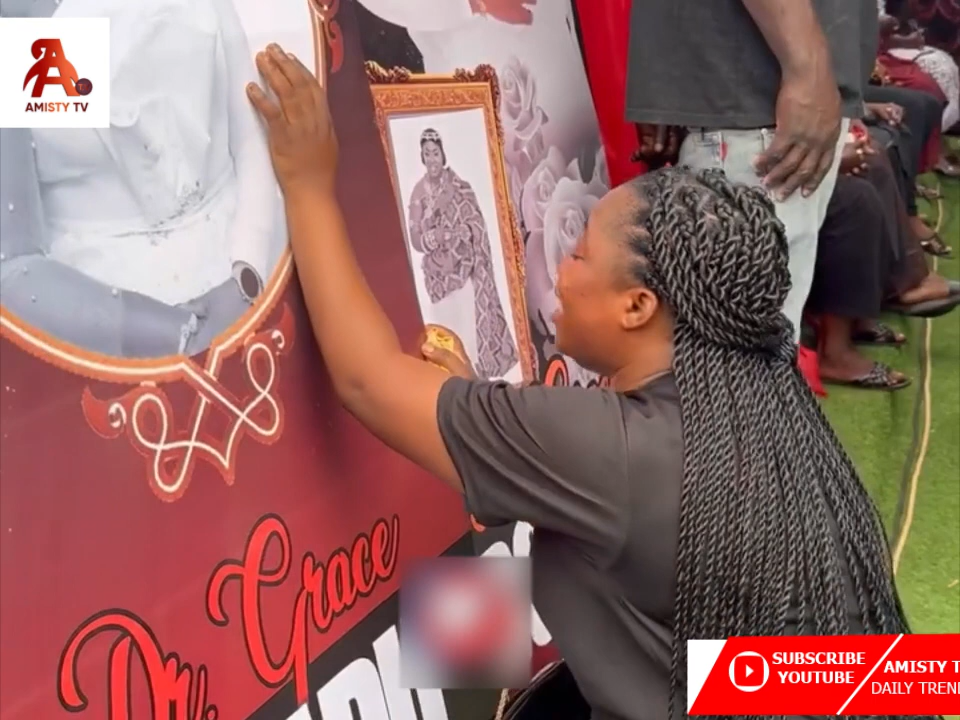 AMISTY TV
Dr. Grace
SUBSCRIBE
YOUTUBE
AMISTY T
DAILY TREN